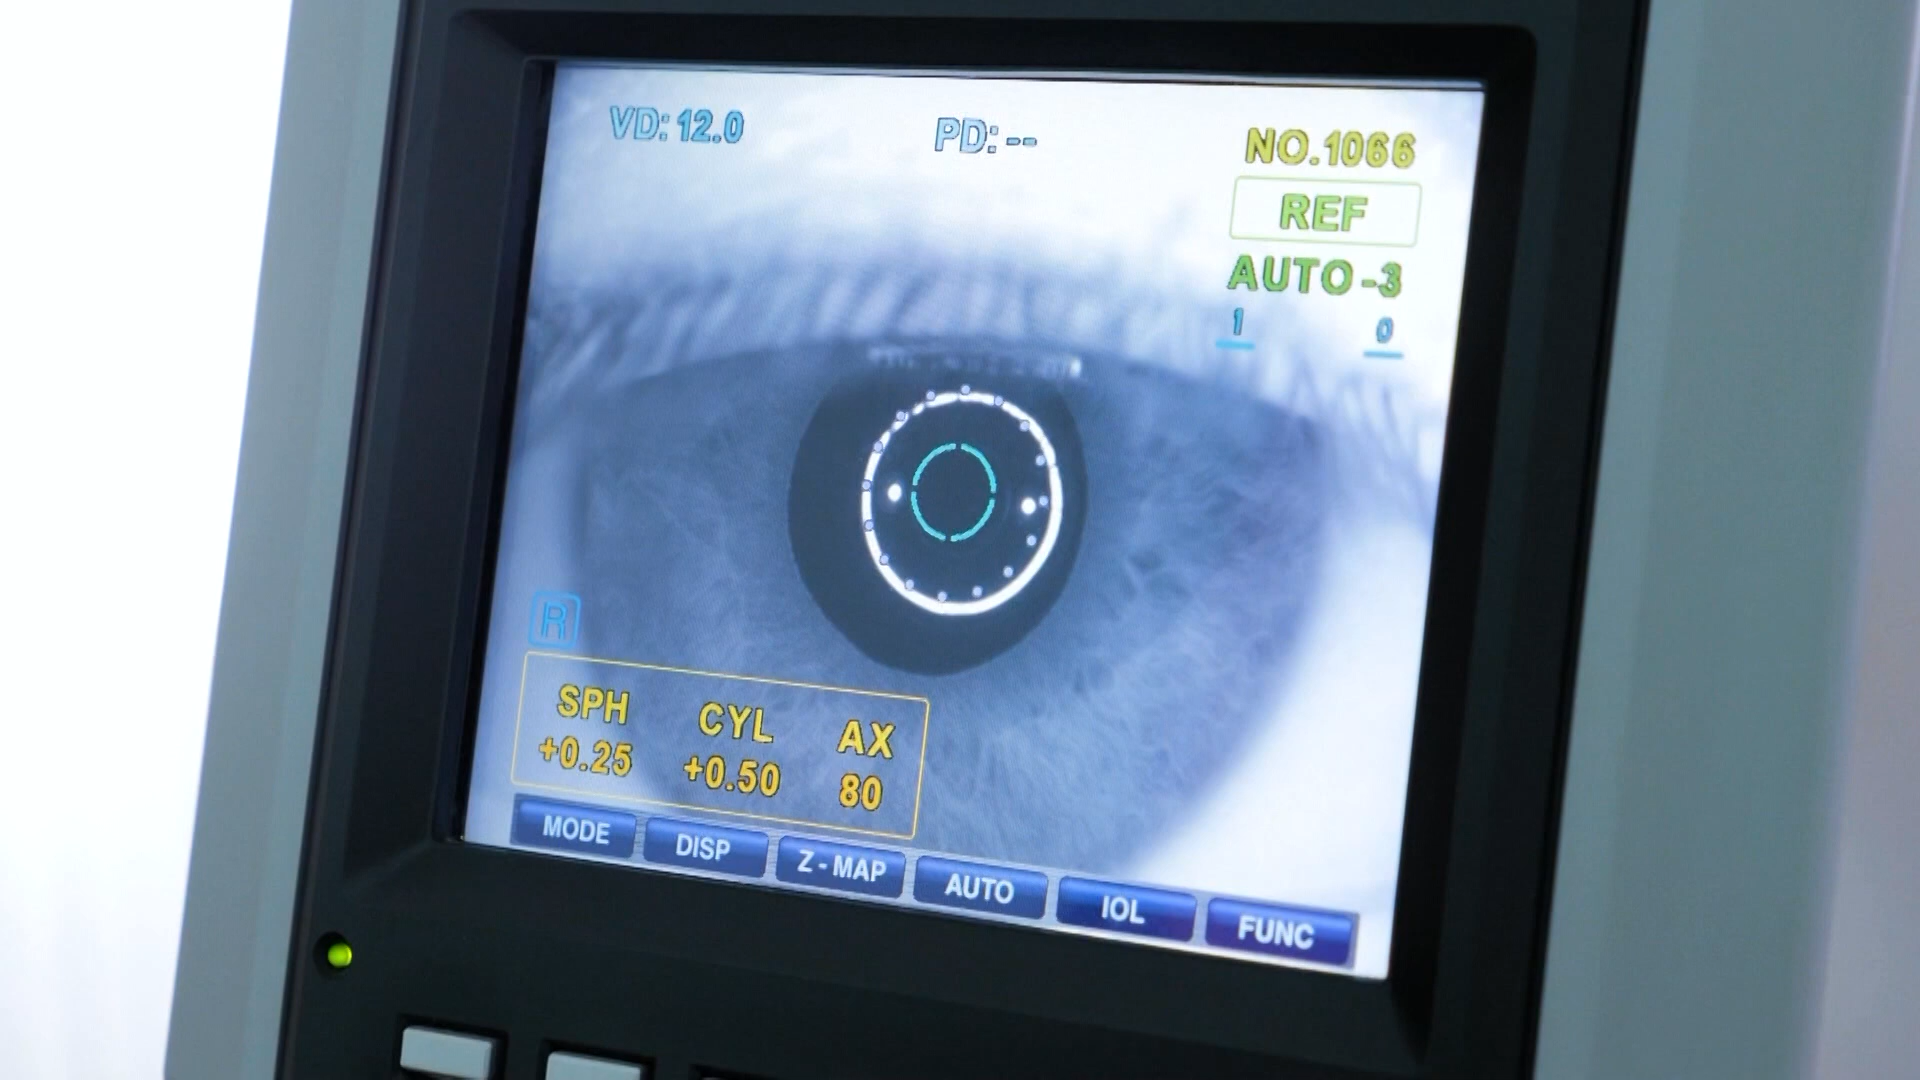 VD: 12.0 PD: --
NO.1066
REF
AUTO -3
1 0
R
SPH CYL AX
+0.25 +0.50 80
MODE DISP Z - MAP AUTO IOL FUNC